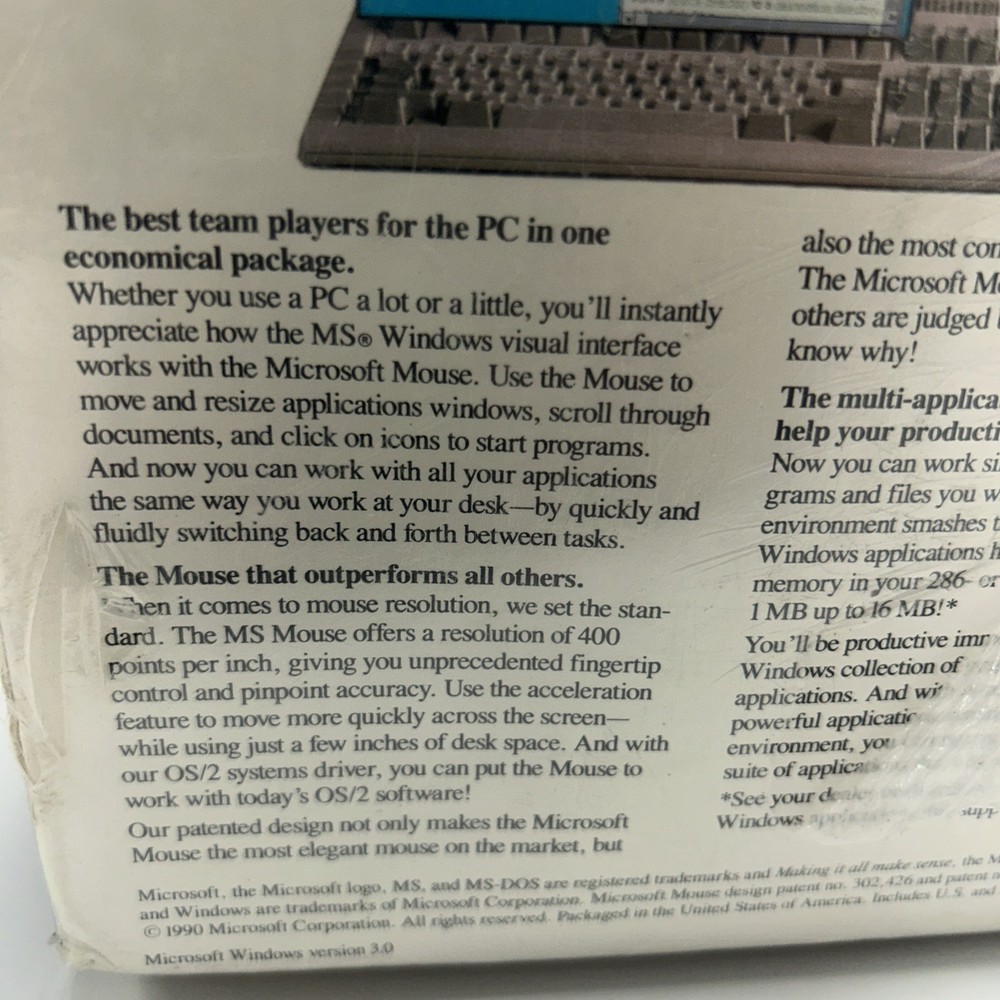 The best team players for the PC in one
economical package.
Whether you use a PC a lot or a little, you'll instantly
appreciate how the MS® Windows visual interface
works with the Microsoft Mouse. Use the Mouse to
move and resize applications windows, scroll through
documents, and click on icons to start programs.
And now you can work with all your applications
the same way you work at your desk—by quickly and
fluidly switching back and forth between tasks.
The Mouse that outperforms all others.
When it comes to mouse resolution, we set the stan-
dard. The MS Mouse offers a resolution of 400
points per inch, giving you unprecedented fingertip
control and pinpoint accuracy. Use the acceleration
feature to move more quickly across the screen—
while using just a few inches of desk space. And with
our OS/2 systems driver, you can put the Mouse to
work with today's OS/2 software!
Our patented design not only makes the Microsoft
Mouse the most elegant mouse on the market, but
also the most con
The Microsoft Mo
others are judged
know why!
The multi-applica
help your producti
Now you can work si
grams and files you w
environment smashes t
Windows applications h
memory in your 286- or
1 MB up to 16 MB!*
You'll be productive imm
Windows collection of
applications. And wit
powerful applicatio
environment, you
suite of applica
*See your dealer
Windows supp
Microsoft, the Microsoft logo, MS, and MS-DOS are registered trademarks and Making it all make sense, the M
and Windows are trademarks of Microsoft Corporation. Microsoft Mouse design patent no. 302,426 and patent n
© 1990 Microsoft Corporation. All rights reserved. Packaged in the United States of America. Includes U.S. and
Microsoft Windows version 3.0